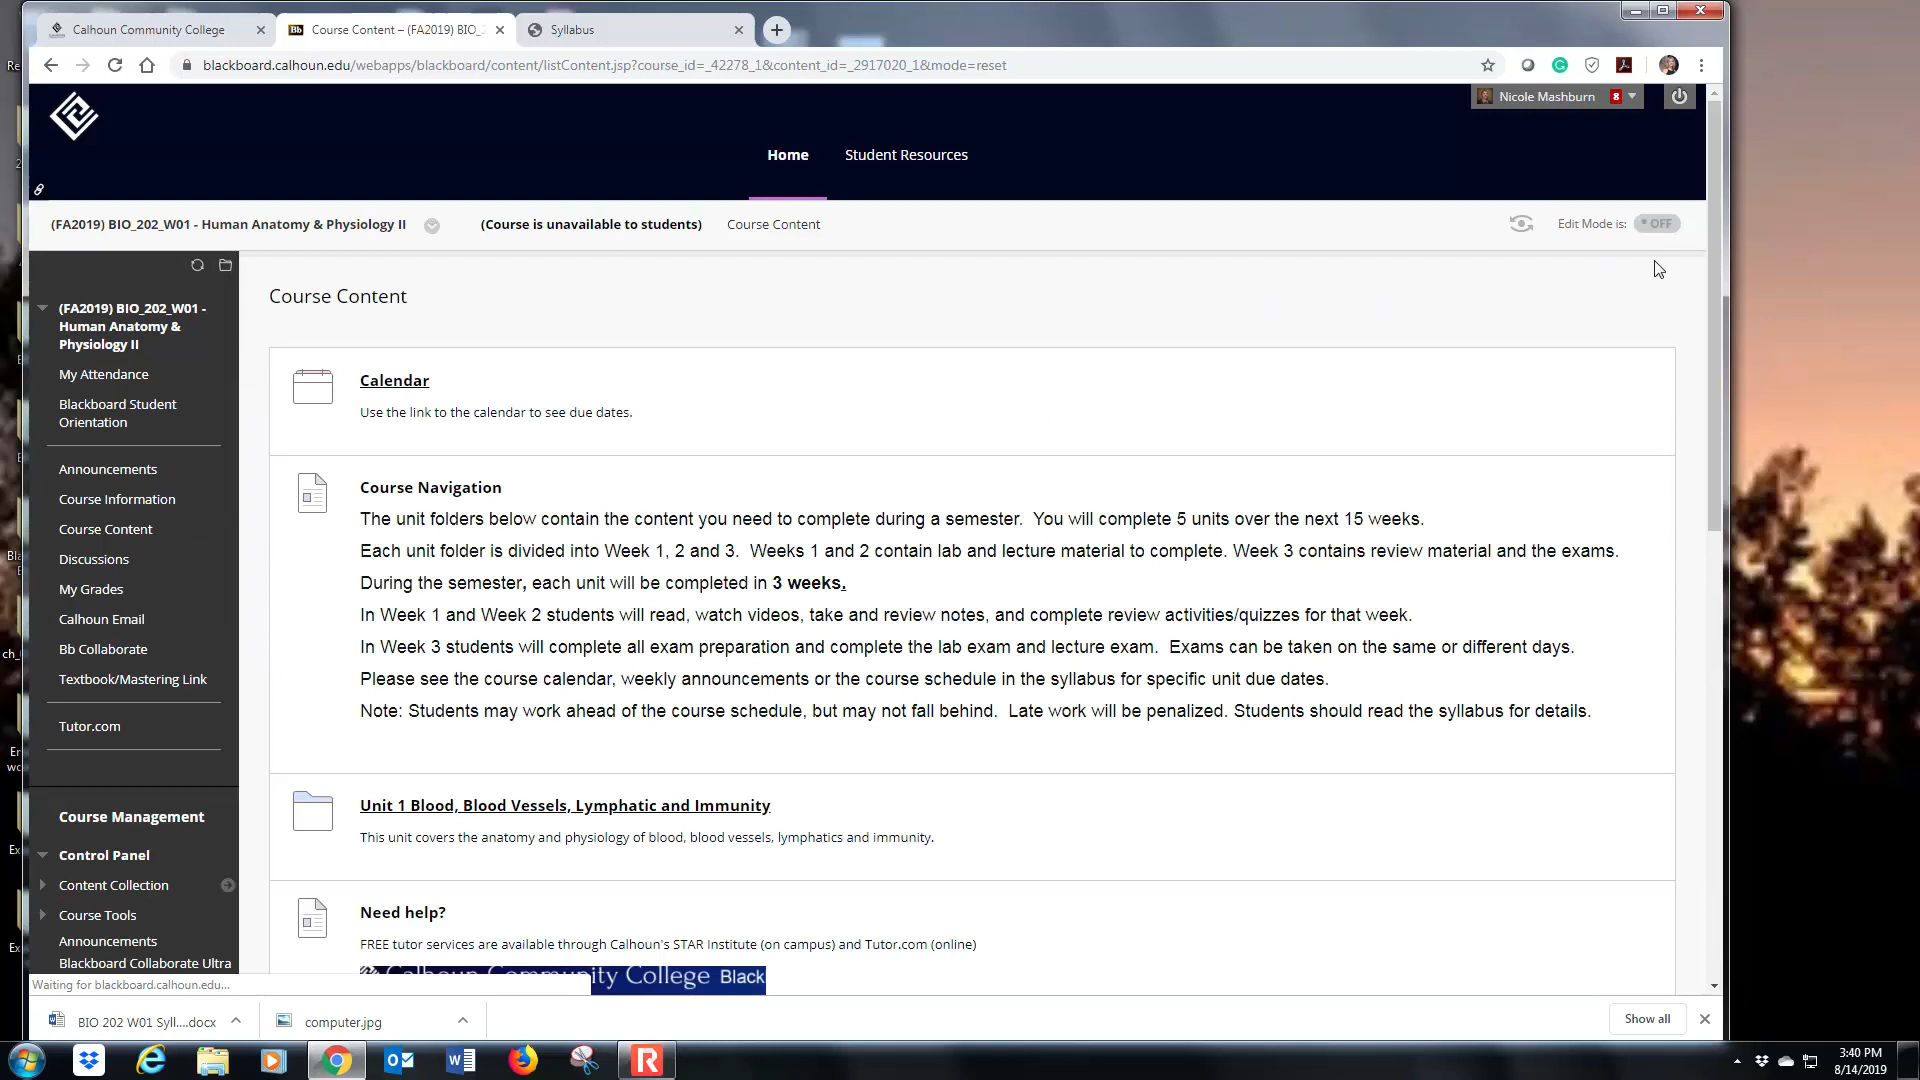 Calhoun Community College
Course Content – (FA2019) BIO_2
Syllabus
blackboard.calhoun.edu/webapps/blackboard/content/listContent.jsp?course_id=_42278_1&content_id=_2917020_1&mode=reset
Nicole Mashburn 8
Home Student Resources
(FA2019) BIO_202_W01 - Human Anatomy & Physiology II (Course is unavailable to students) Course Content
Edit Mode is: OFF
(FA2019) BIO_202_W01 -
Human Anatomy &
Physiology II
My Attendance
Blackboard Student
Orientation
Announcements
Course Information
Course Content
Discussions
My Grades
Calhoun Email
Bb Collaborate
Textbook/Mastering Link
Tutor.com
Course Management
Control Panel
Content Collection
Course Tools
Announcements
Blackboard Collaborate Ultra
Course Content
Calendar
Use the link to the calendar to see due dates.
Course Navigation
The unit folders below contain the content you need to complete during a semester. You will complete 5 units over the next 15 weeks.
Each unit folder is divided into Week 1, 2 and 3. Weeks 1 and 2 contain lab and lecture material to complete. Week 3 contains review material and the exams.
During the semester, each unit will be completed in 3 weeks.
In Week 1 and Week 2 students will read, watch videos, take and review notes, and complete review activities/quizzes for that week.
In Week 3 students will complete all exam preparation and complete the lab exam and lecture exam. Exams can be taken on the same or different days.
Please see the course calendar, weekly announcements or the course schedule in the syllabus for specific unit due dates.
Note: Students may work ahead of the course schedule, but may not fall behind. Late work will be penalized. Students should read the syllabus for details.
Unit 1 Blood, Blood Vessels, Lymphatic and Immunity
This unit covers the anatomy and physiology of blood, blood vessels, lymphatics and immunity.
Need help?
FREE tutor services are available through Calhoun's STAR Institute (on campus) and Tutor.com (online)
Calhoun Community College Black
Waiting for blackboard.calhoun.edu...
BIO 202 W01 Syll....docx
computer.jpg
Show all
3:40 PM
8/14/2019